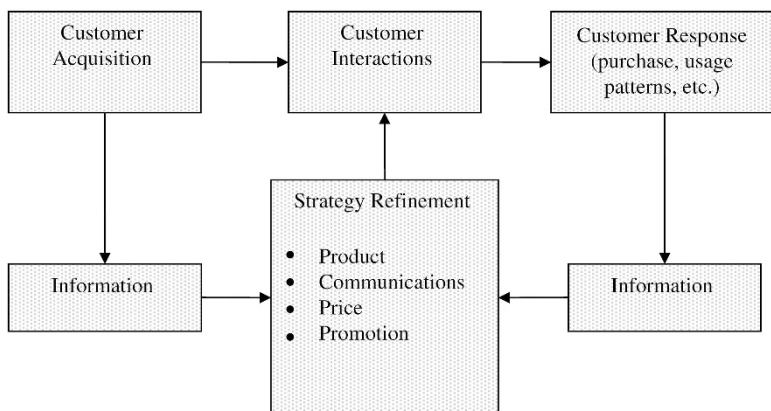 Customer
Acquisition
Customer
Interactions
Customer Response
(purchase, usage
patterns, etc.)
Strategy Refinement
• Product
• Communications
• Price
• Promotion
Information
Information